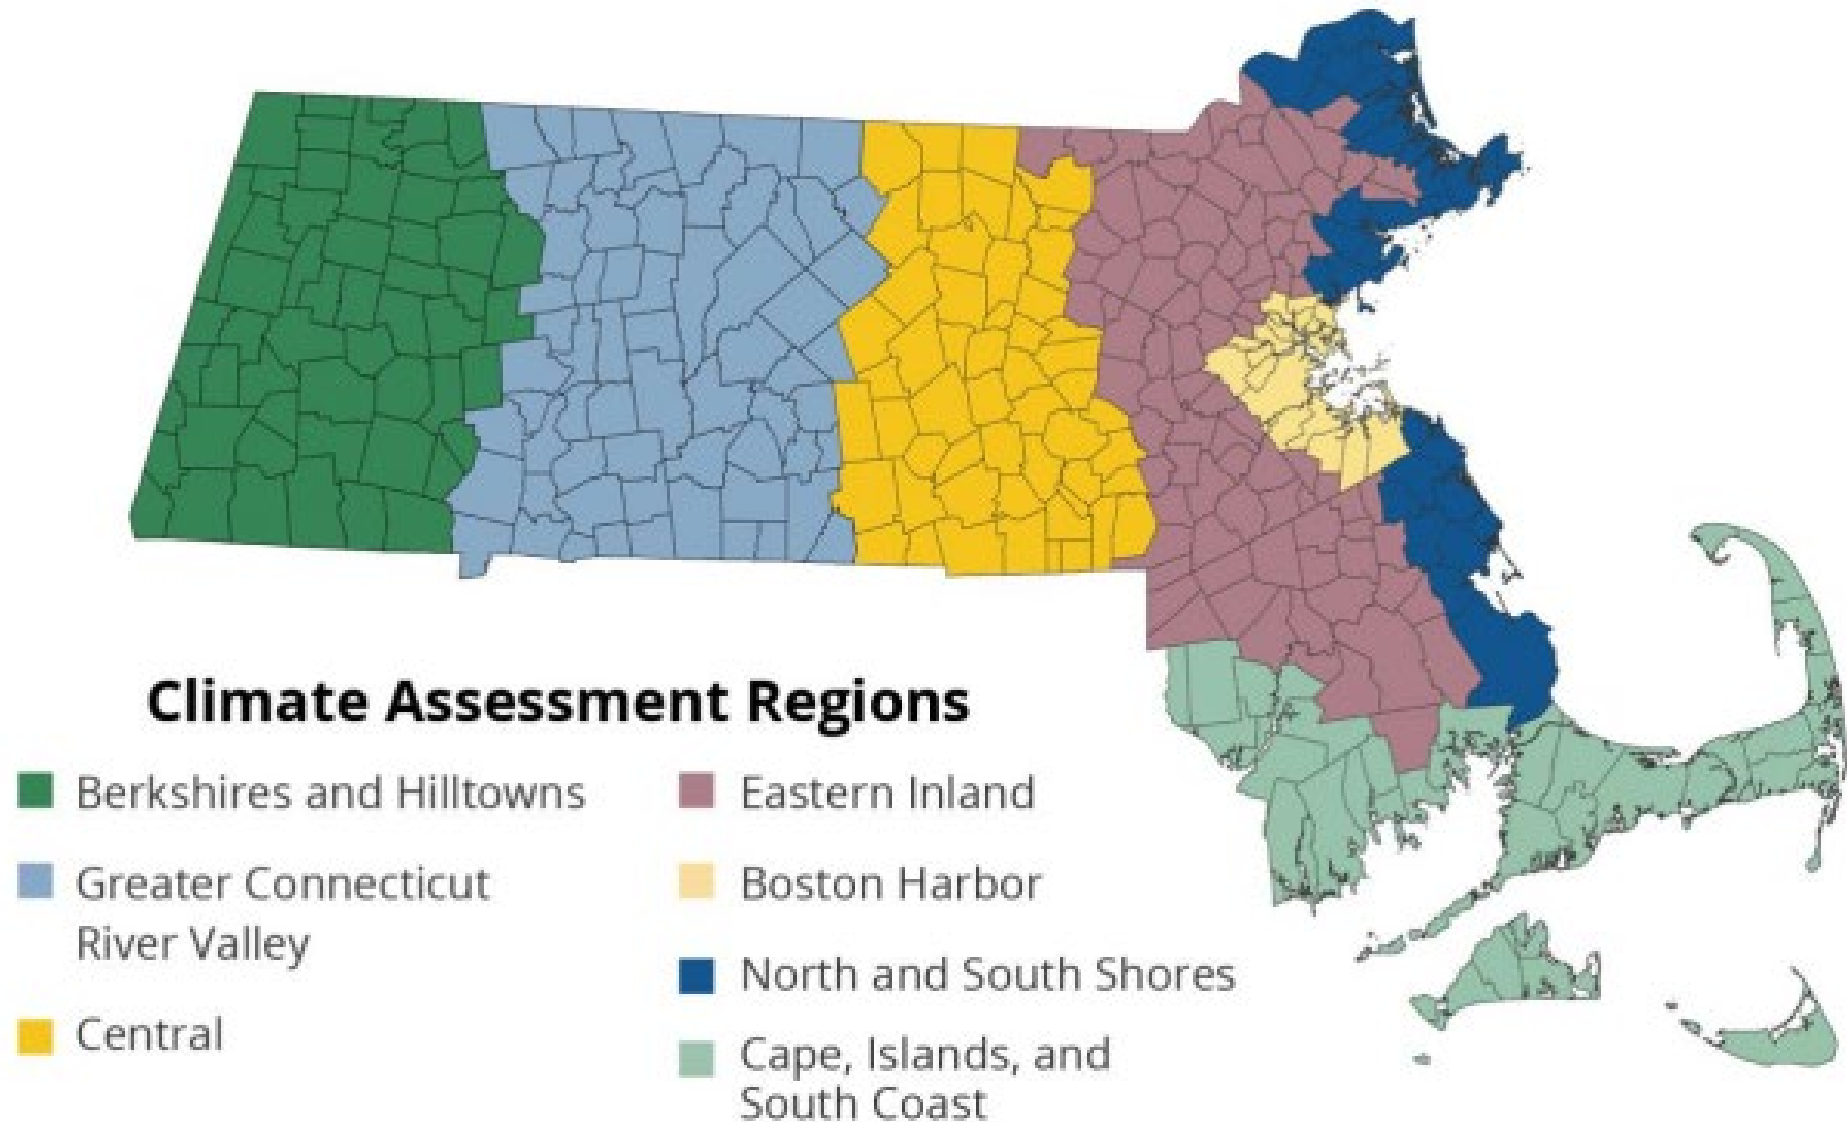 Climate Assessment Regions
Berkshires and Hilltowns
Greater Connecticut
River Valley
Central
Eastern Inland
Boston Harbor
North and South Shores
Cape, Islands, and
South Coast